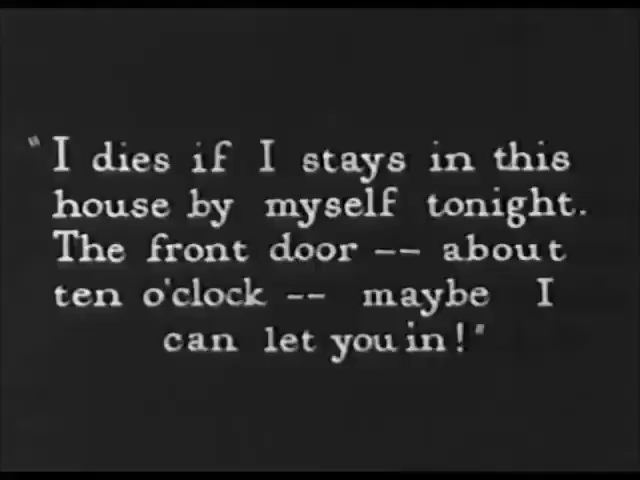 "I dies if I stays in this
house by myself tonight.
The front door -- about
ten o'clock -- maybe I
can let you in!"